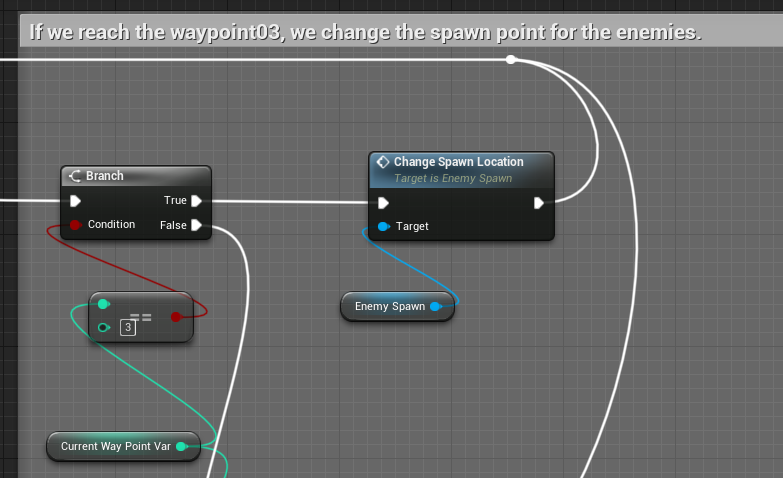 If we reach the waypoint03, we change the spawn point for the enemies.
Branch
True
Condition
False
Change Spawn Location
Target is Enemy Spawn
Target
==
3
Enemy Spawn
Current Way Point Var